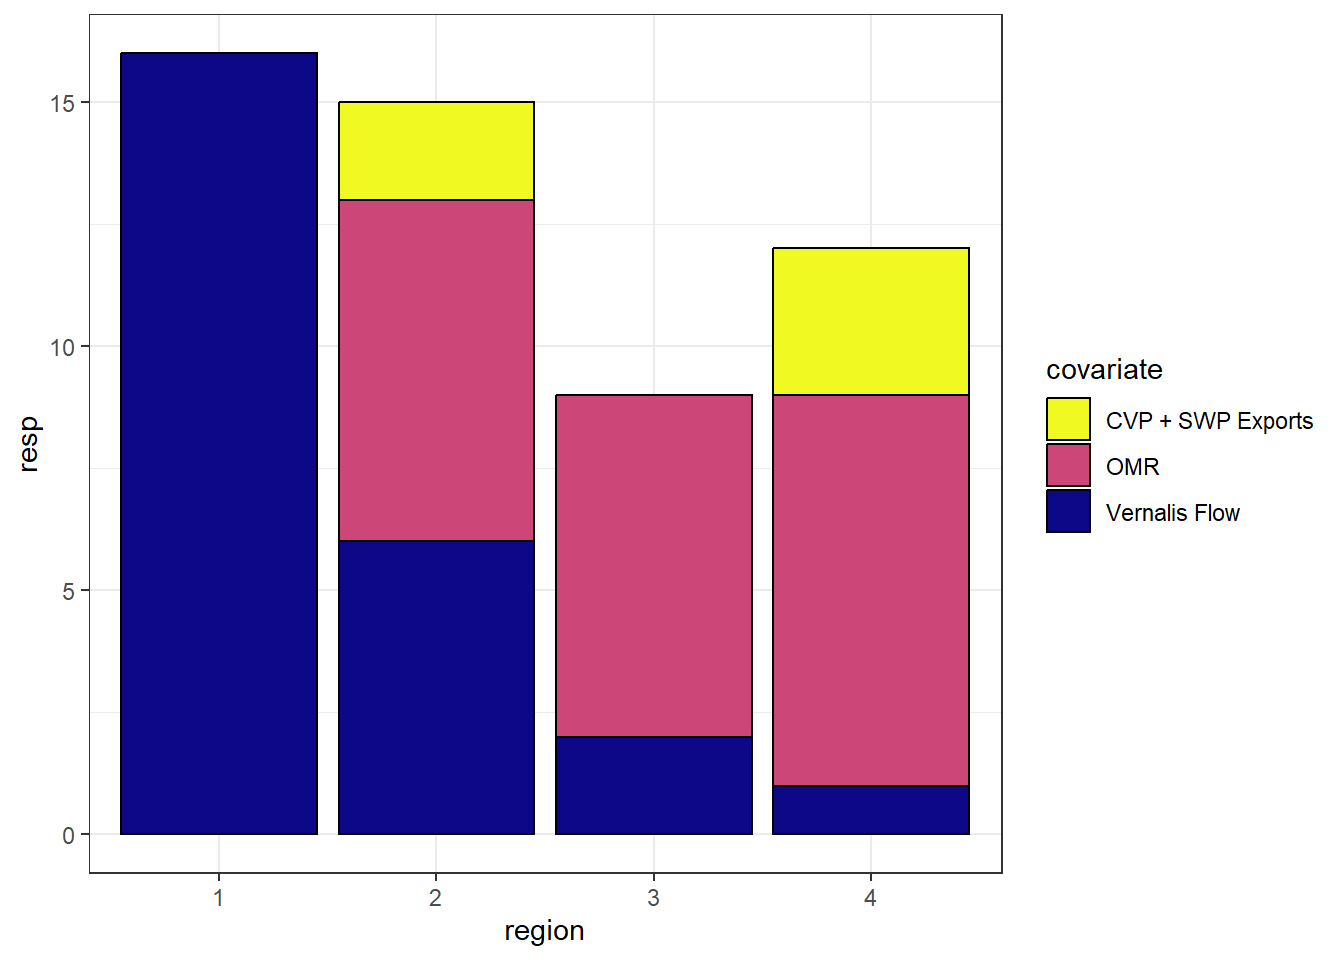 15
10
5
0
resp
1 2 3 4
region
covariate
CVP + SWP Exports
OMR
Vernalis Flow